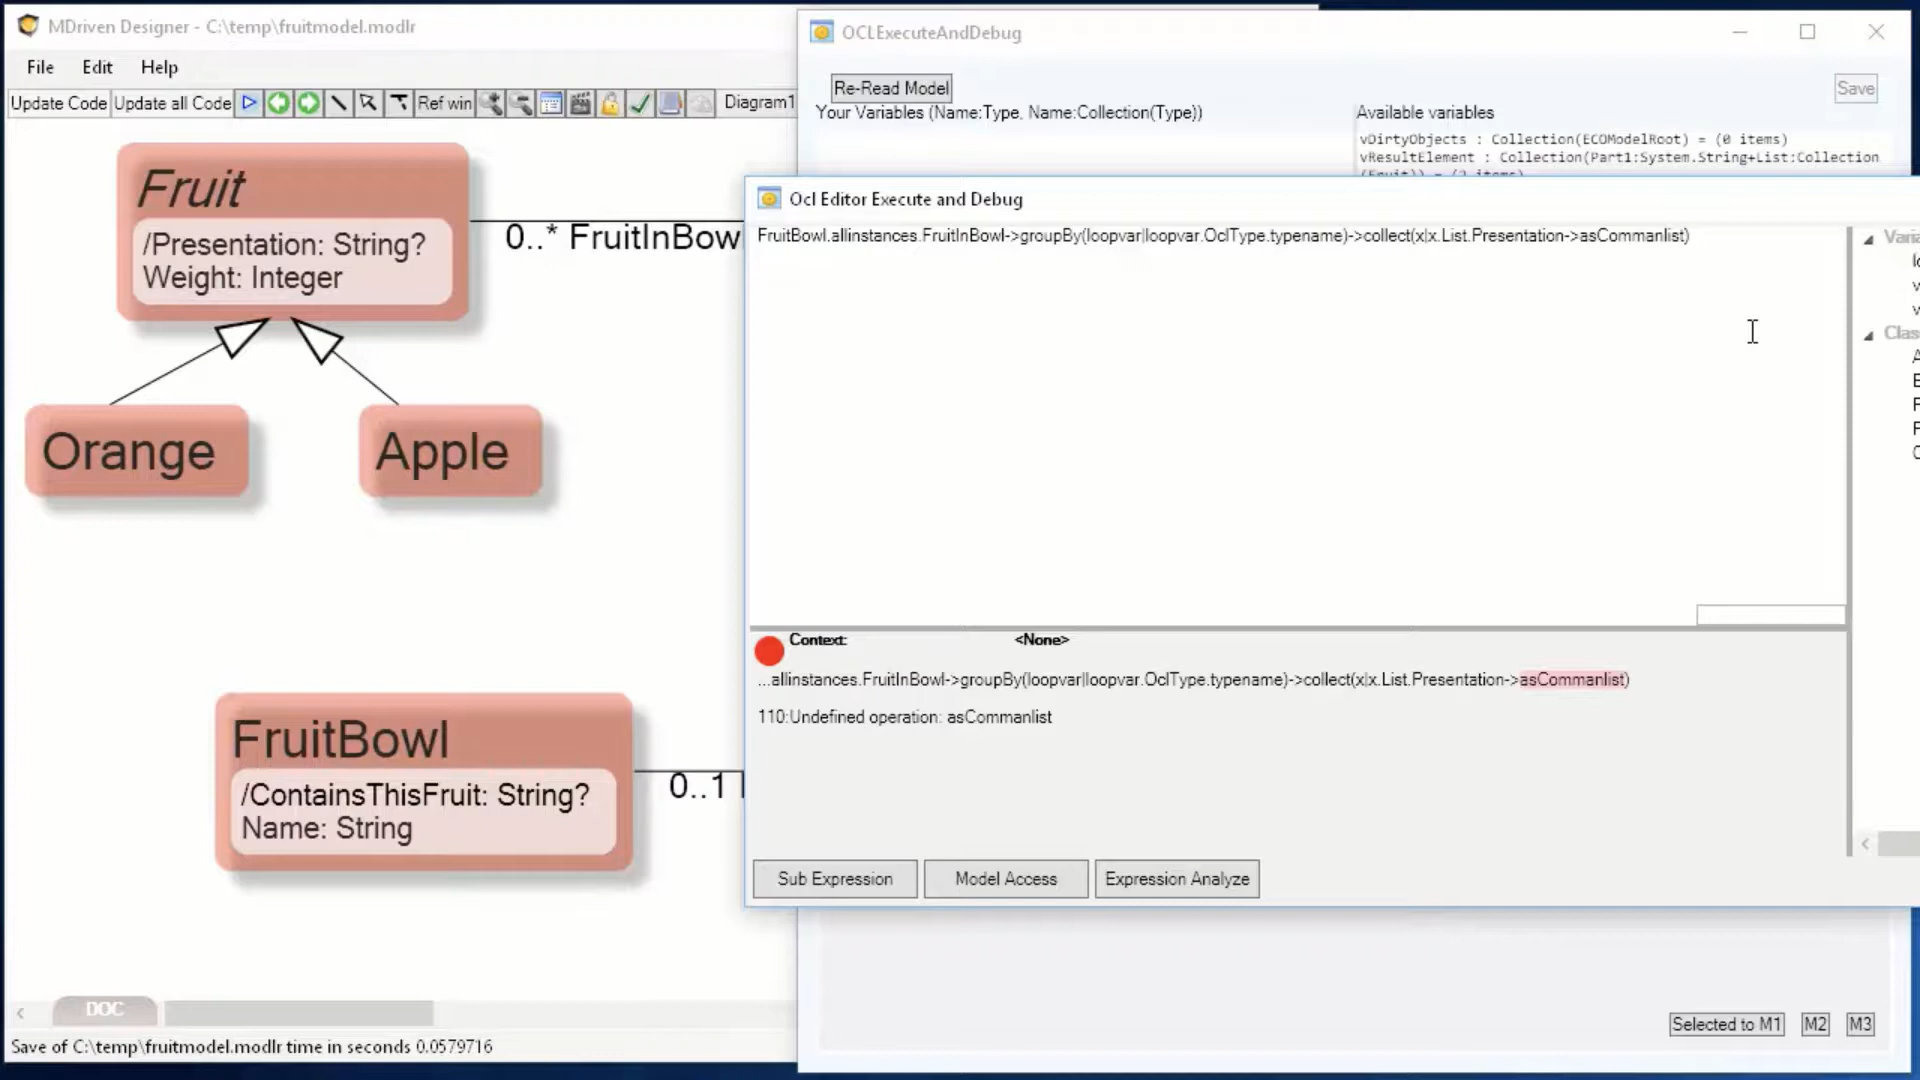 MDriven Designer - C:\temp\fruitmodel.modlr
File Edit Help
Update Code Update all Code Ref win Diagram1
Fruit
/Presentation: String?
Weight: Integer
0..* FruitInBowl
Orange
Apple
FruitBowl
/ContainsThisFruit: String?
Name: String
0..1
DOC
Save of C:\temp\fruitmodel.modlr time in seconds 0.0579716
OCLExecuteAndDebug
Re-Read Model
Save
Your Variables (Name:Type, Name:Collection(Type))
Available variables
vDirtyObjects : Collection(ECOModelRoot) = (0 items)
vResultElement : Collection(Part1:System.String+List:Collection
Ocl Editor Execute and Debug
FruitBowl.allinstances.FruitInBowl->groupBy(loopvar|loopvar.OclType.typename)->collect(x|x.List.Presentation->asCommanlist)
Context: <None>
...allinstances.FruitInBowl->groupBy(loopvar|loopvar.OclType.typename)->collect(x|x.List.Presentation->asCommanlist)
110:Undefined operation: asCommanlist
Sub Expression Model Access Expression Analyze
Selected to M1 M2 M3